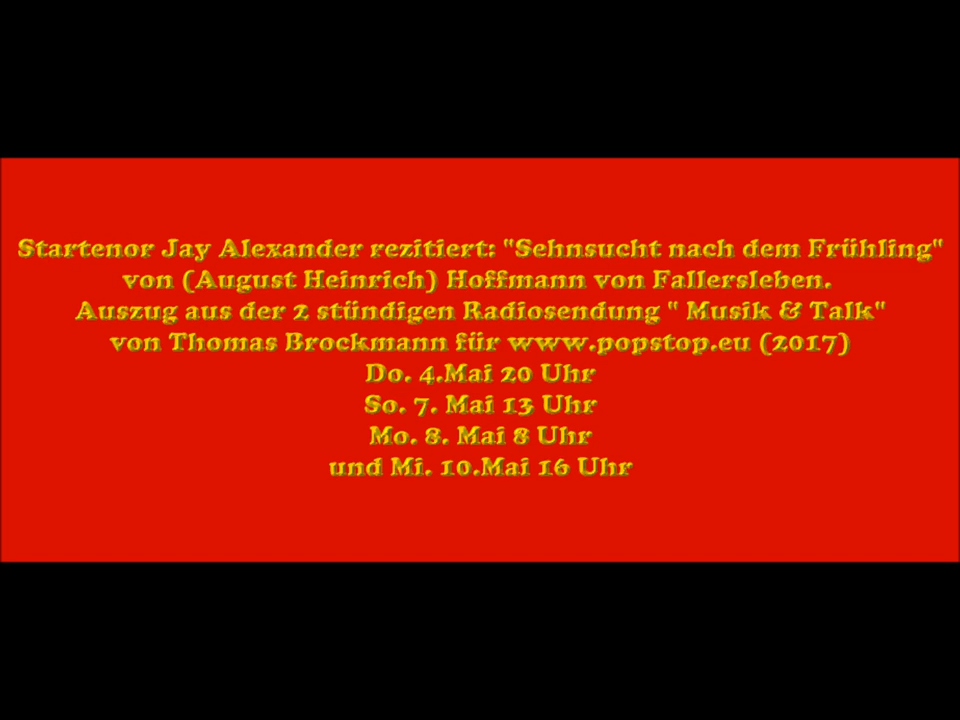 Startenor Jay Alexander rezitiert: "Sehnsucht nach dem Frühling"
von (August Heinrich) Hoffmann von Fallersleben.
Auszug aus der 2 stündigen Radiosendung " Musik & Talk"
von Thomas Brockmann für www.popstop.eu (2017)
Do. 4.Mai 20 Uhr
So. 7. Mai 13 Uhr
Mo. 8. Mai 8 Uhr
und Mi. 10.Mai 16 Uhr